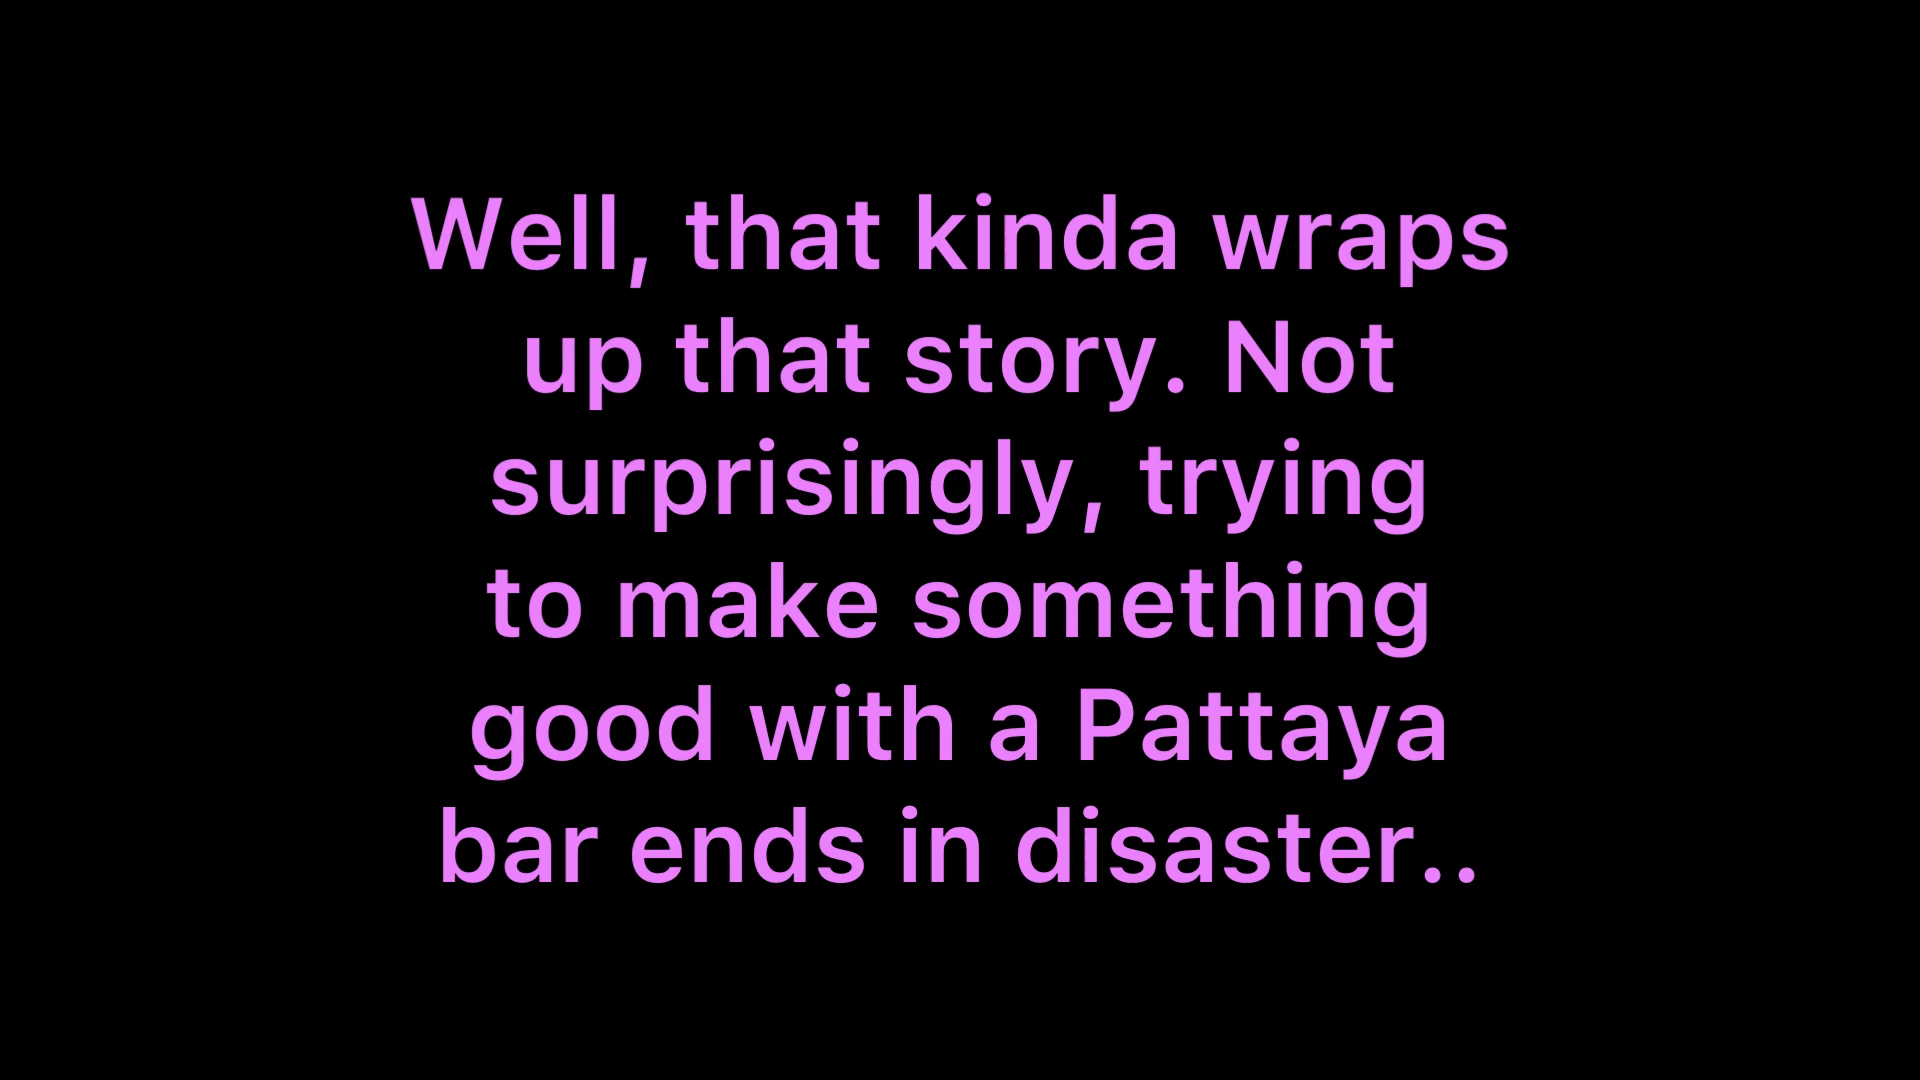 Well, that kinda wraps
up that story. Not
surprisingly, trying
to make something
good with a Pattaya
bar ends in disaster..